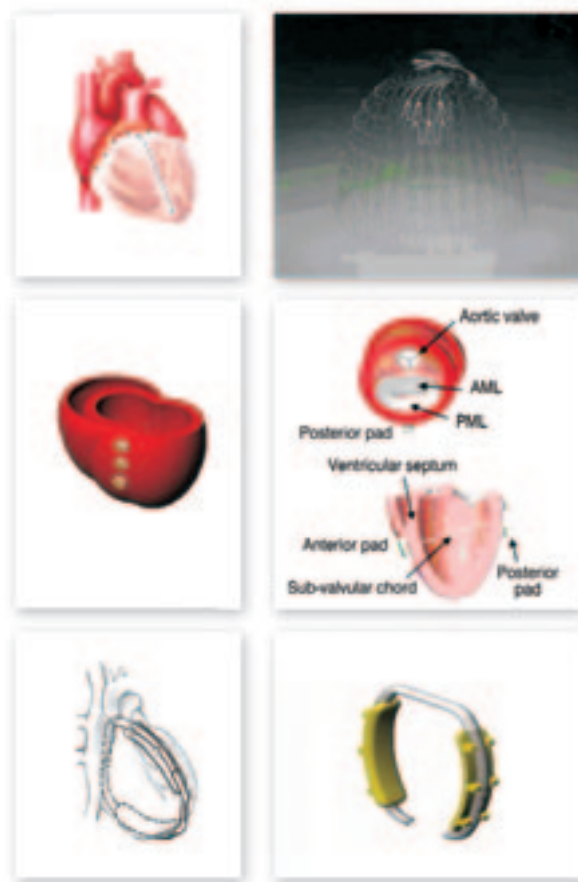 Aortic valve
AML
PML
Posterior pad
Ventricular septum
Anterior pad
Sub-valvular chord
Posterior
pad